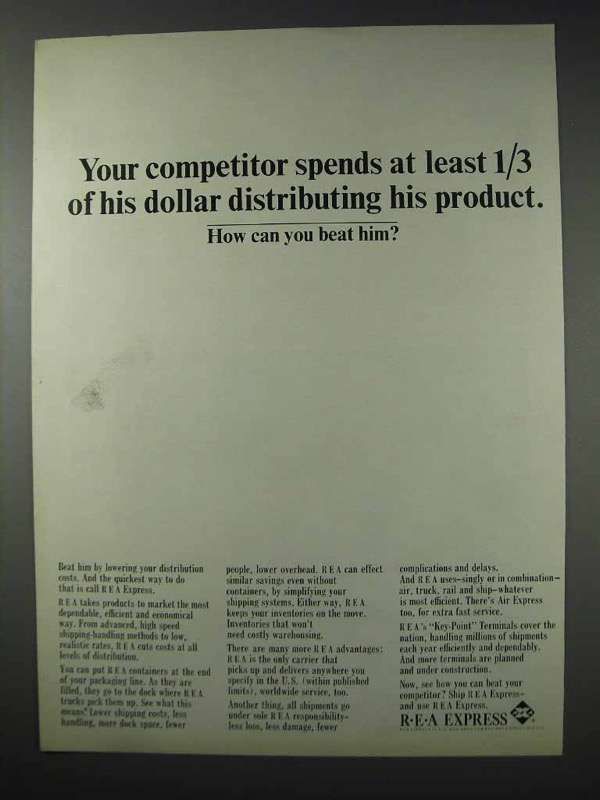 Your competitor spends at least 1/3
of his dollar distributing his product.
How can you beat him?
Beat him by lowering your distribution
costs. And the quickest way to do
that is call R E A Express.
R E A takes products to market the most
dependable, efficient and economical
way. From advanced, high speed
shipping-handling methods to low,
realistic rates, R E A cuts costs at all
levels of distribution.
You can put R E A containers at the end
of your packaging line. As they are
filled, they go to the dock where R E A
trucks pick them up. See what this
means? Lower shipping costs, less
handling, more dock space, fewer
people, lower overhead. R E A can effect
similar savings even without
containers, by simplifying your
shipping systems. Either way, R E A
keeps your inventories on the move.
Inventories that won't
need costly warehousing.
There are many more R E A advantages:
R E A is the only carrier that
picks up and delivers anywhere you
specify in the U.S. (within published
limits), worldwide service, too.
Another thing, all shipments go
under sole R E A responsibility–
less loss, less damage, fewer
complications and delays.
And R E A uses–singly or in combination–
air, truck, rail and ship–whatever
is most efficient. There's Air Express
too, for extra fast service.
R E A's "Key-Point" Terminals cover the
nation, handling millions of shipments
each year efficiently and dependably.
And more terminals are planned
and under construction.
Now, see how you can beat your
competitor? Ship R E A Express–
and use R E A Express.
R·E·A EXPRESS